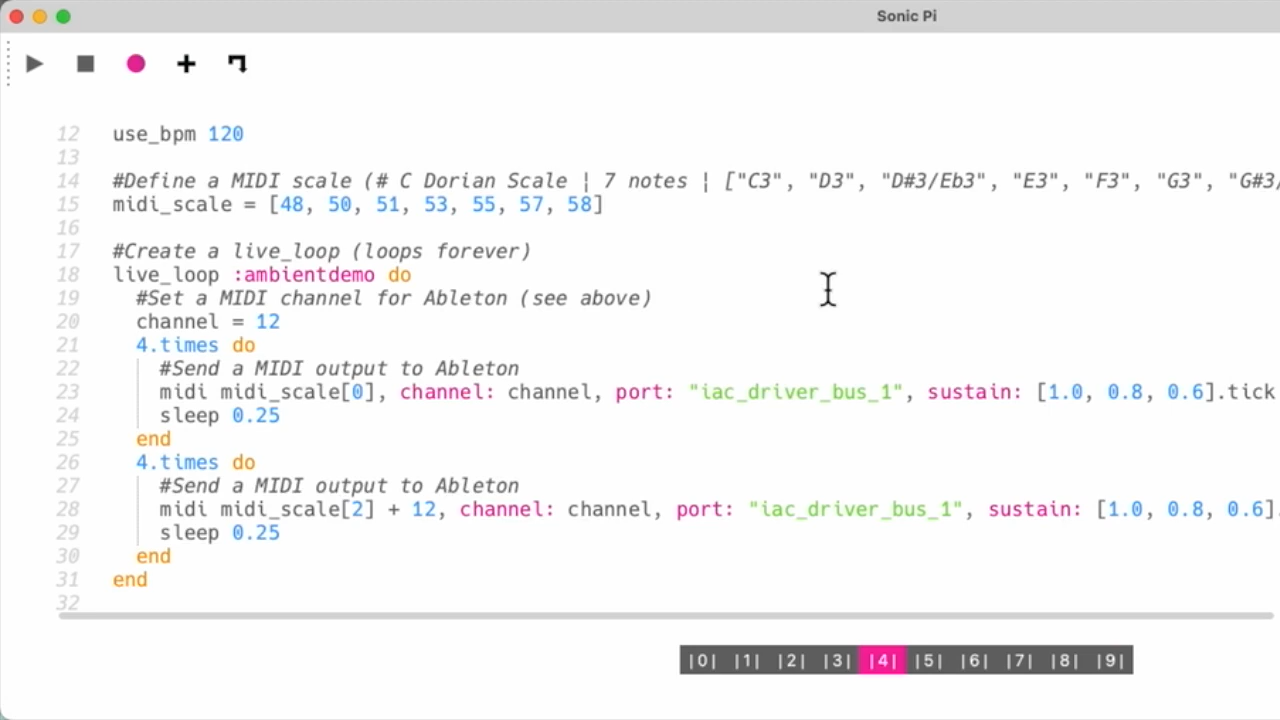 Sonic Pi
12 use_bpm 120
13
14 #Define a MIDI scale (# C Dorian Scale | 7 notes | ["C3", "D3", "D#3/Eb3", "E3", "F3", "G3", "G#3/
15 midi_scale = [48, 50, 51, 53, 55, 57, 58]
16
17 #Create a live_loop (loops forever)
18 live_loop :ambientdemo do
19 #Set a MIDI channel for Ableton (see above)
20 channel = 12
21 4.times do
22 #Send a MIDI output to Ableton
23 midi midi_scale[0], channel: channel, port: "iac_driver_bus_1", sustain: [1.0, 0.8, 0.6].tick
24 sleep 0.25
25 end
26 4.times do
27 #Send a MIDI output to Ableton
28 midi midi_scale[2] + 12, channel: channel, port: "iac_driver_bus_1", sustain: [1.0, 0.8, 0.6].
29 sleep 0.25
30 end
31 end
32
|0| |1| |2| |3| |4| |5| |6| |7| |8| |9|